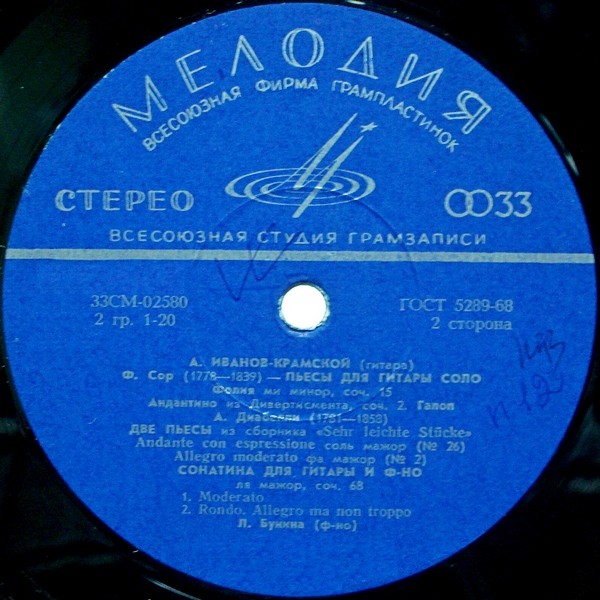 МЕЛОДИЯ
ВСЕСОЮЗНАЯ ФИРМА ГРАМПЛАСТИНОК
СТЕРЕО
33
ВСЕСОЮЗНАЯ СТУДИЯ ГРАМЗАПИСИ
33СМ-02580 ГОСТ 5289-68
2 гр. 1-20 2 сторона
А. ИВАНОВ-КРАМСКОЙ (гитара)
Ф. Сор (1778—1839) — ПЬЕСЫ ДЛЯ ГИТАРЫ СОЛО
Фолия ми минор, соч. 15
Андантино из Дивертисмента, соч. 2. Галоп
А. Диабелли (1781—1858)
ДВЕ ПЬЕСЫ из сборника «Sehr leichte Stücke»
Andante con espressione соль мажор (№ 26)
Allegro moderato фа мажор (№ 2)
СОНАТИНА ДЛЯ ГИТАРЫ И Ф-НО
ля мажор, соч. 68
1. Moderato
2. Rondo. Allegro ma non troppo
Л. Бунина (ф-но)